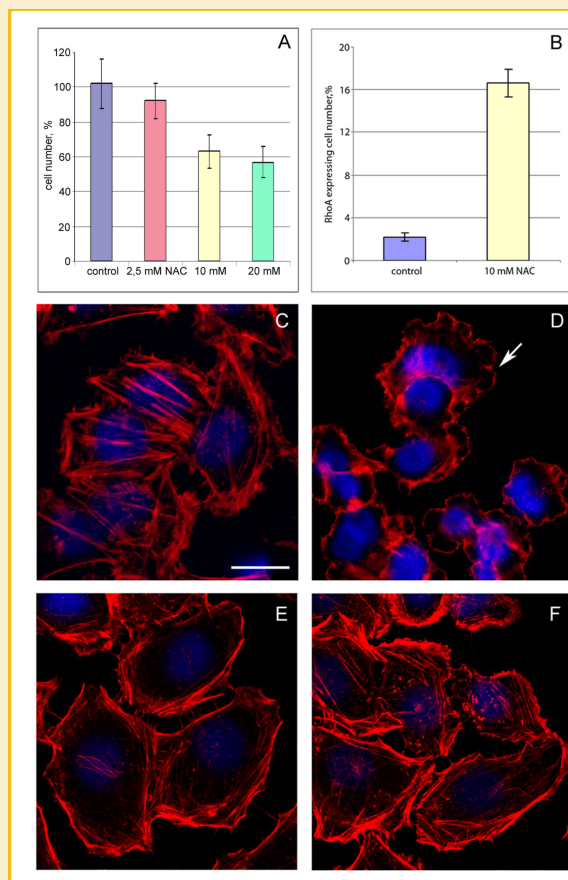 A
cell number, %
120
100
80
60
40
20
0
control 2,5 mM NAC 10 mM 20 mM
B
RhoA expressing cell number,%
20
16
12
8
4
0
control 10 mM NAC
C
D
E
F